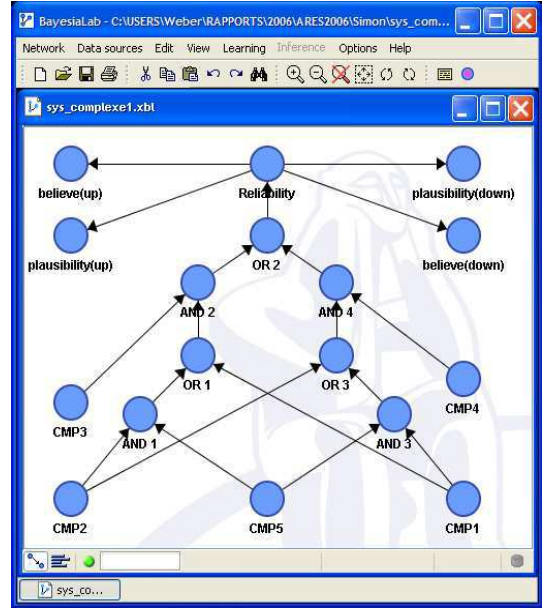 BayesiaLab - C:\USERS\Weber\RAPPORTS\2006\ARES2006\Simon\sys_com...
Network Data sources Edit View Learning Inference Options Help
sys_complexe1.xbl
believe(up) Reliability plausibility(down)
plausibility(up) OR 2 believe(down)
AND 2 AND 4
OR 1 OR 3
CMP3 CMP4
AND 1 AND 3
CMP2 CMP5 CMP1
sys_co...